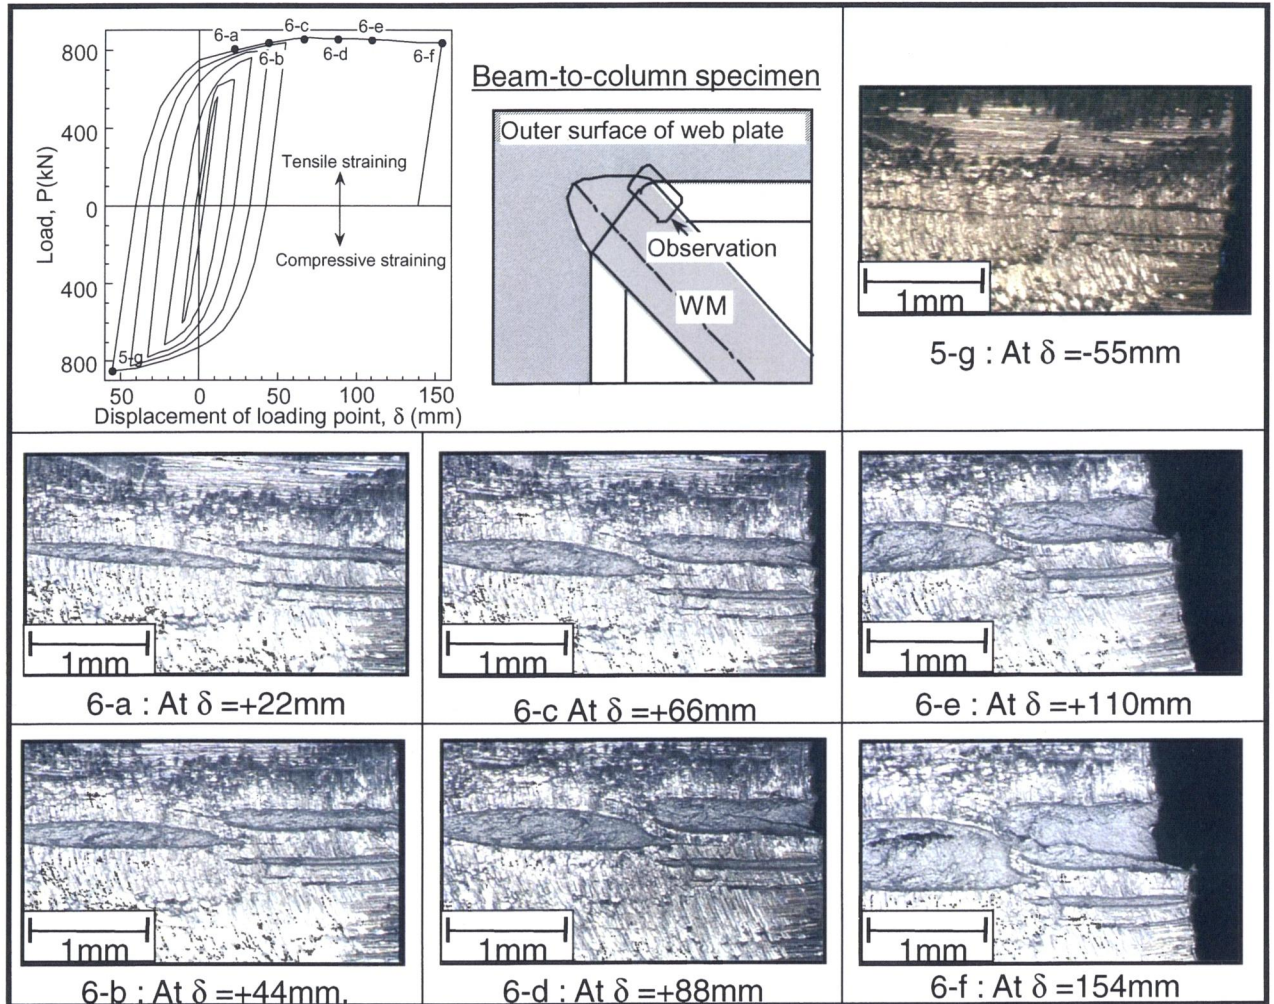 6-a
6-c
6-e
6-b
6-d
6-f
800
400
0
400
800
Load, P(kN)
Tensile straining
Compressive straining
5-g
50
0
50
100
150
Displacement of loading point, δ (mm)
Beam-to-column specimen
Outer surface of web plate
Observation
WM
1mm
5-g : At δ =-55mm
1mm
6-a : At δ =+22mm
1mm
6-c At δ =+66mm
1mm
6-e : At δ =+110mm
1mm
6-b : At δ =+44mm.
1mm
6-d : At δ =+88mm
1mm
6-f : At δ =154mm